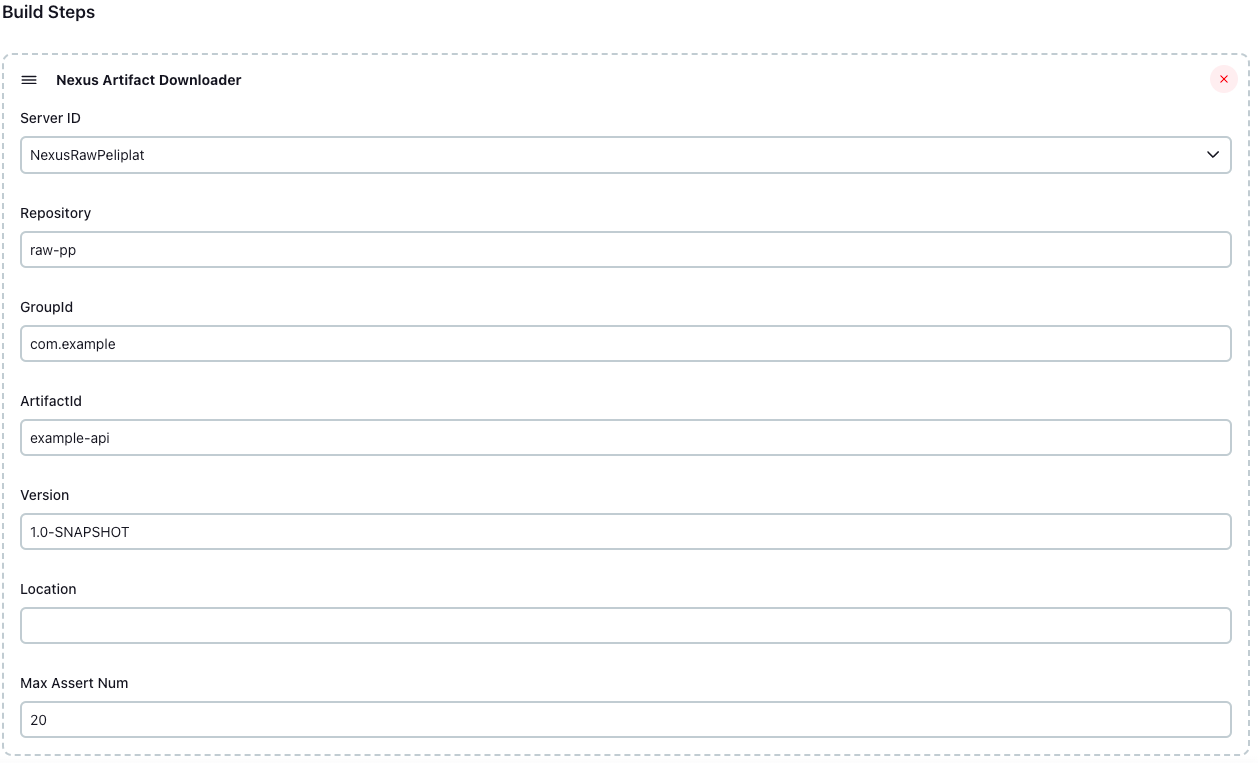 Build Steps
Nexus Artifact Downloader
Server ID
NexusRawPeliplat
Repository
raw-pp
GroupId
com.example
ArtifactId
example-api
Version
1.0-SNAPSHOT
Location
Max Assert Num
20